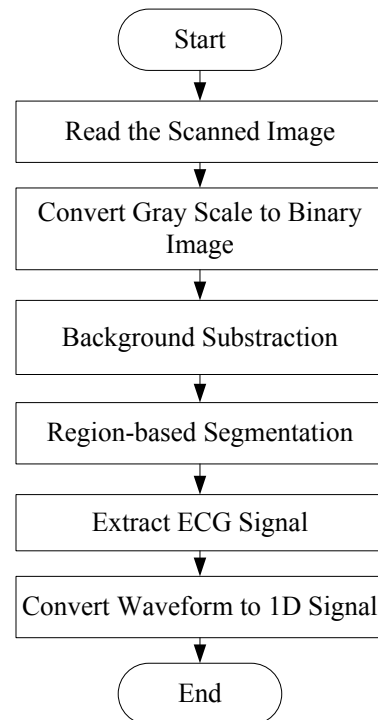 Start
Read the Scanned Image
Convert Gray Scale to Binary
Image
Background Substraction
Region-based Segmentation
Extract ECG Signal
Convert Waveform to 1D Signal
End